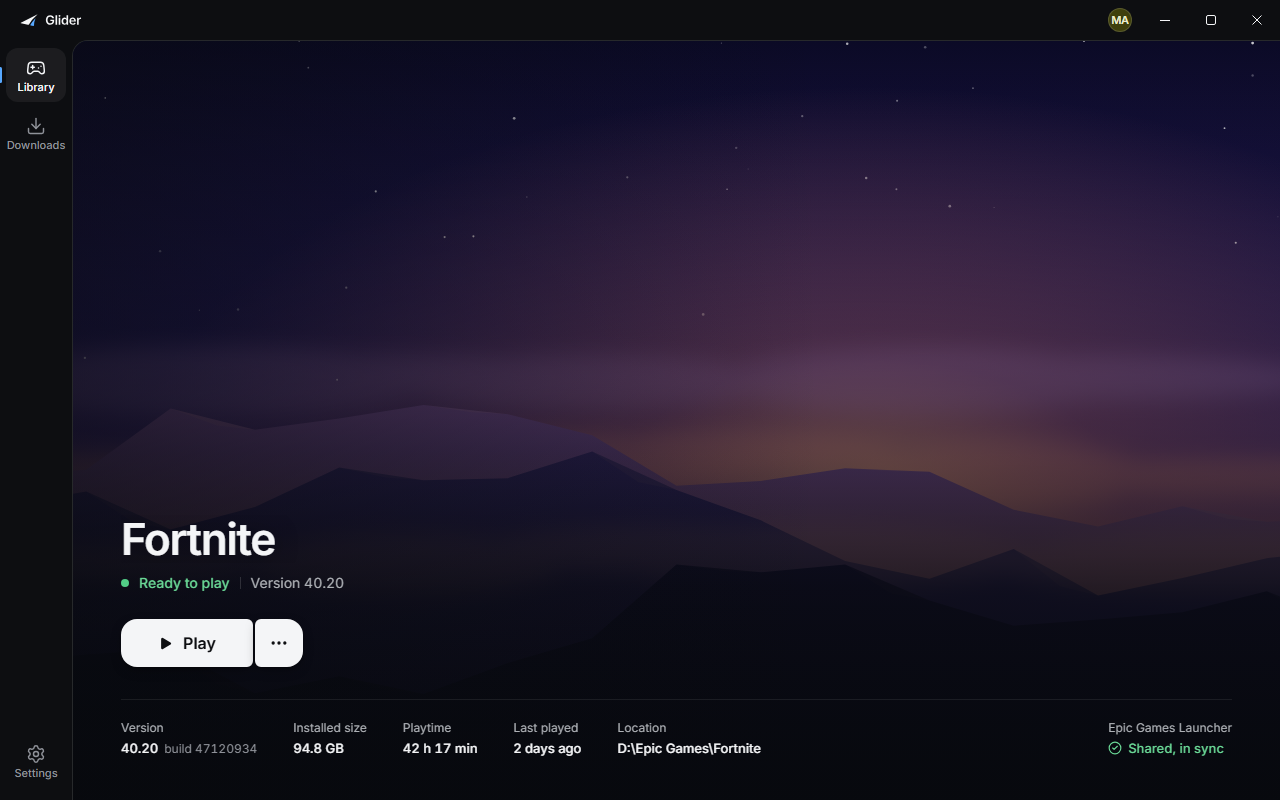 Glider
MA
Library
Downloads
Fortnite
Ready to play Version 40.20
Play
Version Installed size Playtime Last played Location Epic Games Launcher
40.20 build 47120934 94.8 GB 42 h 17 min 2 days ago D:\Epic Games\Fortnite Shared, in sync
Settings